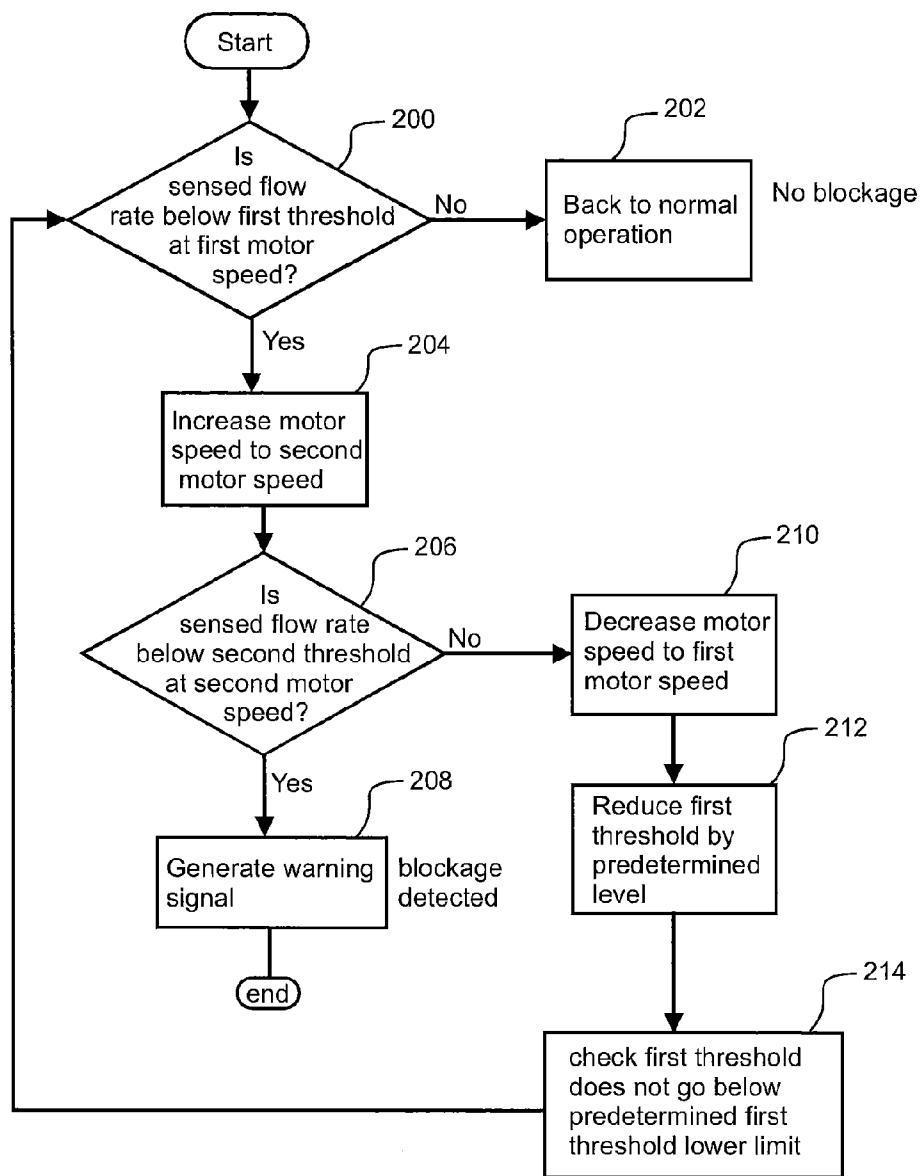 Start
200
Is
sensed flow
rate below first threshold
at first motor
speed?
No
202
Back to normal
operation
No blockage
Yes
204
Increase motor
speed to second
motor speed
206
Is
sensed flow rate
below second threshold
at second motor
speed?
No
210
Decrease motor
speed to first
motor speed
212
Reduce first
threshold by
predetermined
level
Yes
208
Generate warning
signal
blockage
detected
end
214
check first threshold
does not go below
predetermined first
threshold lower limit